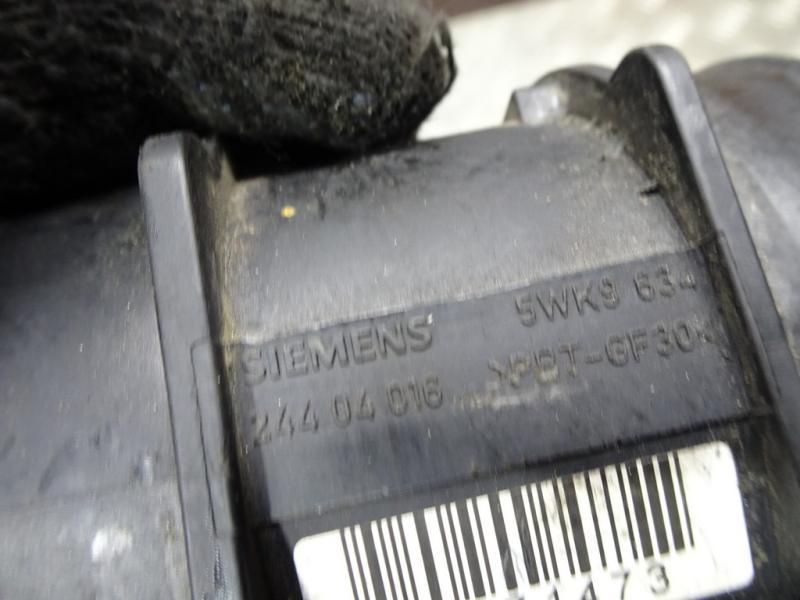 SIEMENS 5WK9 634
244 04 016 >PBT-GF30<